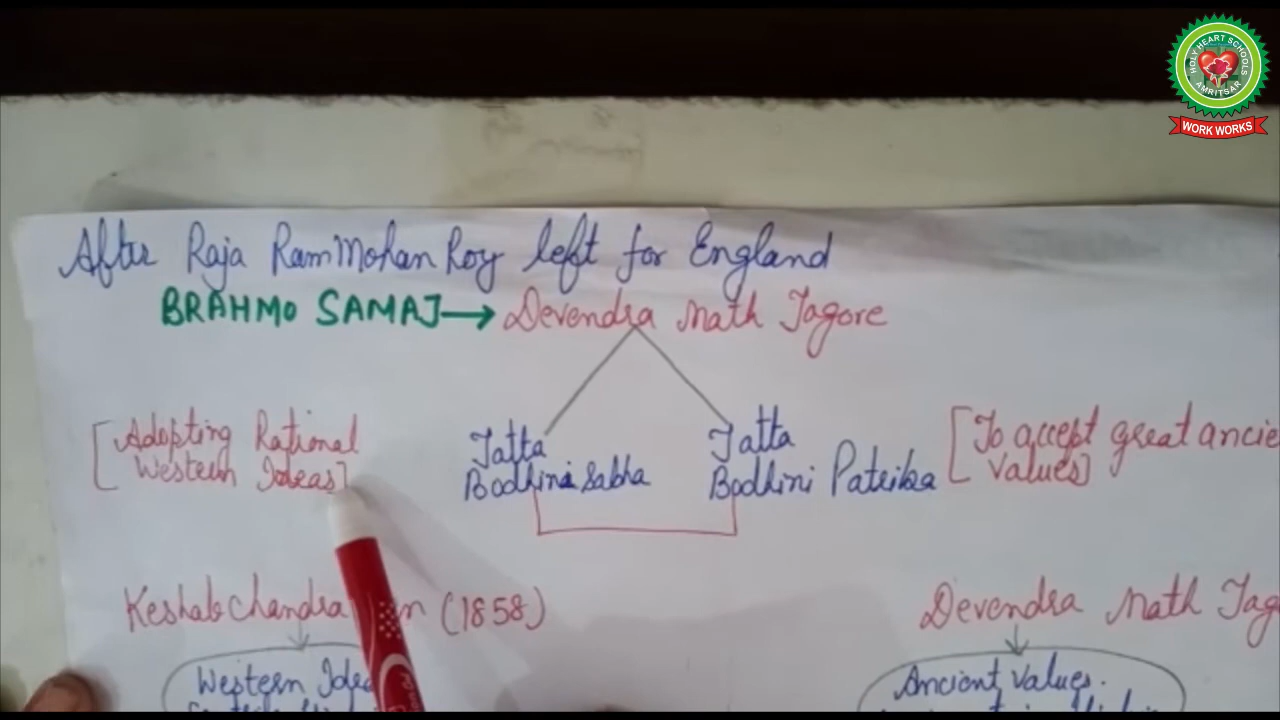 HOLY HEART SCHOOLS
AMRITSAR
WORK WORKS
After Raja RamMohan Roy left for England
BRAHMO SAMAJ → Devendra Nath Tagore
[Adopting Rational
Western Ideas]
Tatta
Bodhini Sabha
Tatta
Bodhini Patrika
[To accept great ancie
values]
Keshab Chandra (1858)
Devendra Nath Tag
Western Idea
Ancient values.